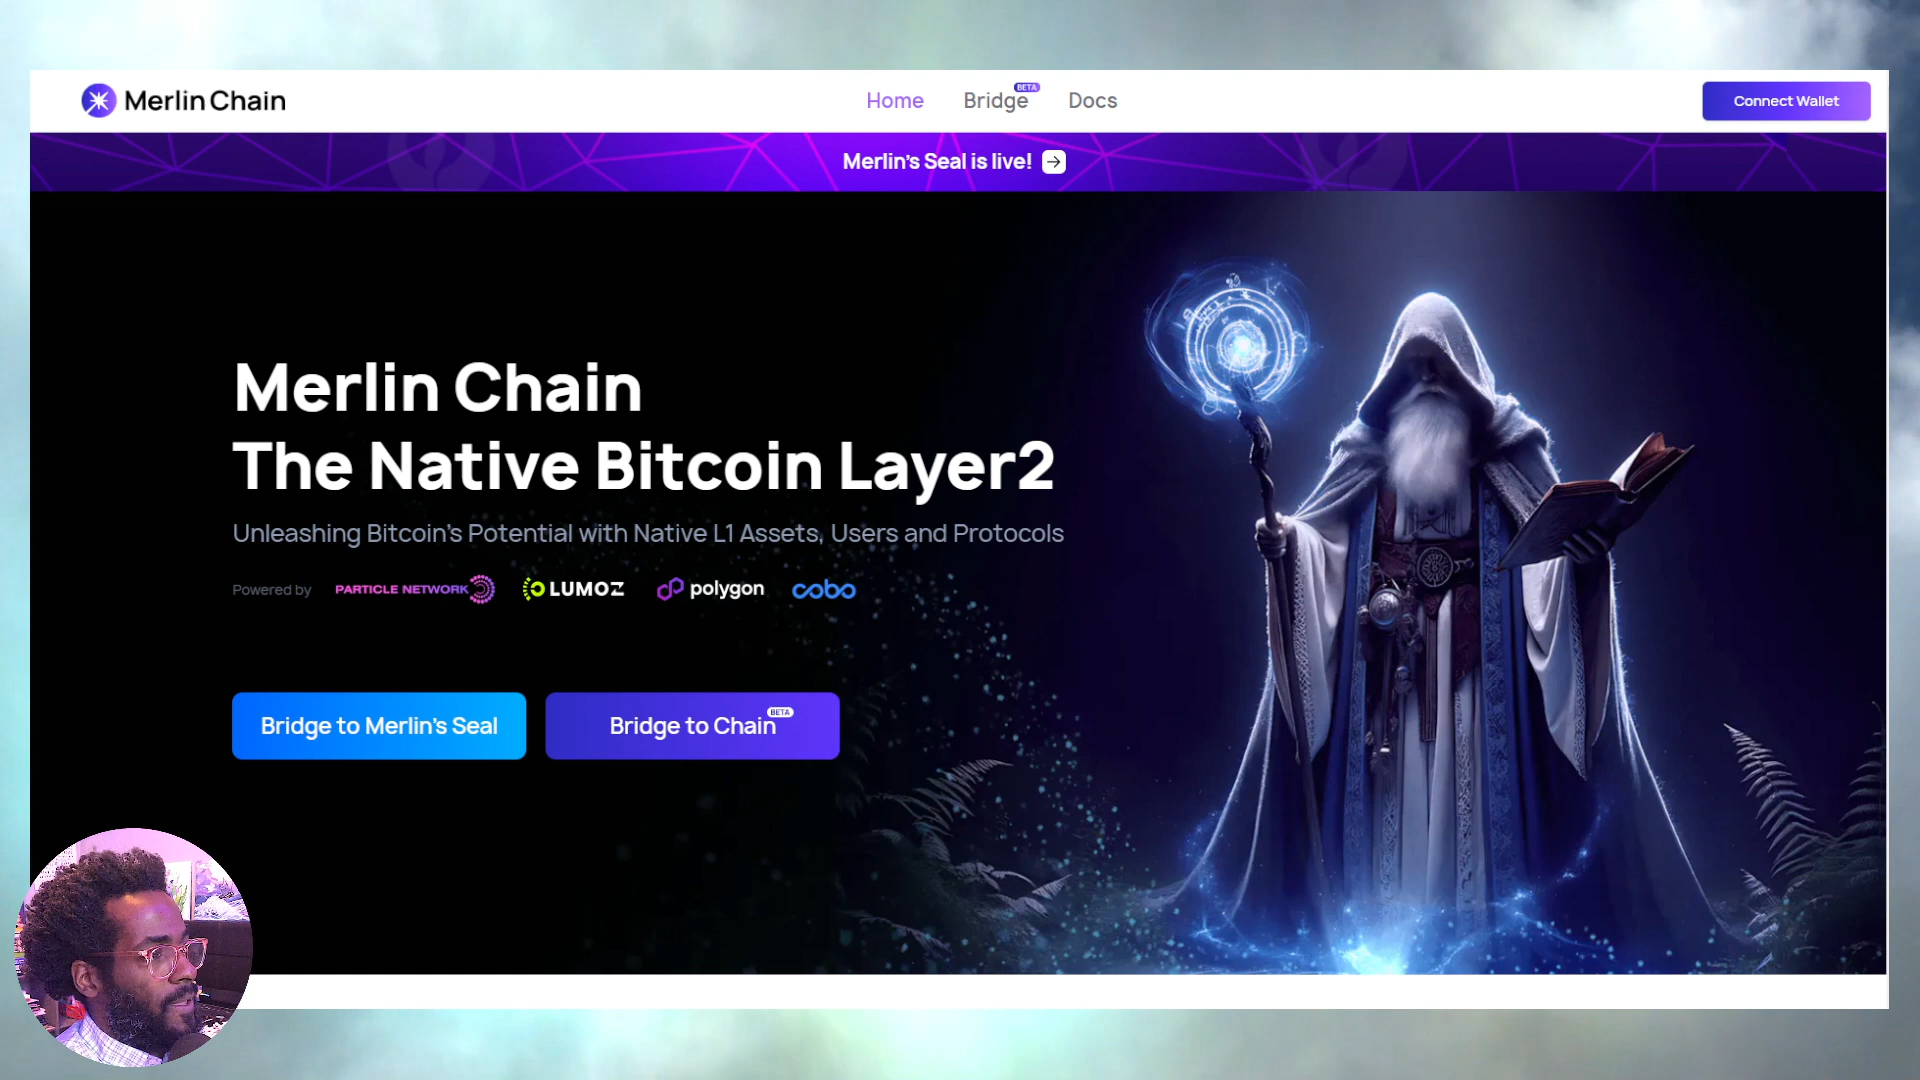 Merlin Chain
Home
Bridge
BETA
Docs
Connect Wallet
Merlin's Seal is live!
Merlin Chain
The Native Bitcoin Layer2
Unleashing Bitcoin's Potential with Native L1 Assets, Users and Protocols
Powered by PARTICLE NETWORK LUMOZ polygon cobo
Bridge to Merlin's Seal
Bridge to Chain
BETA